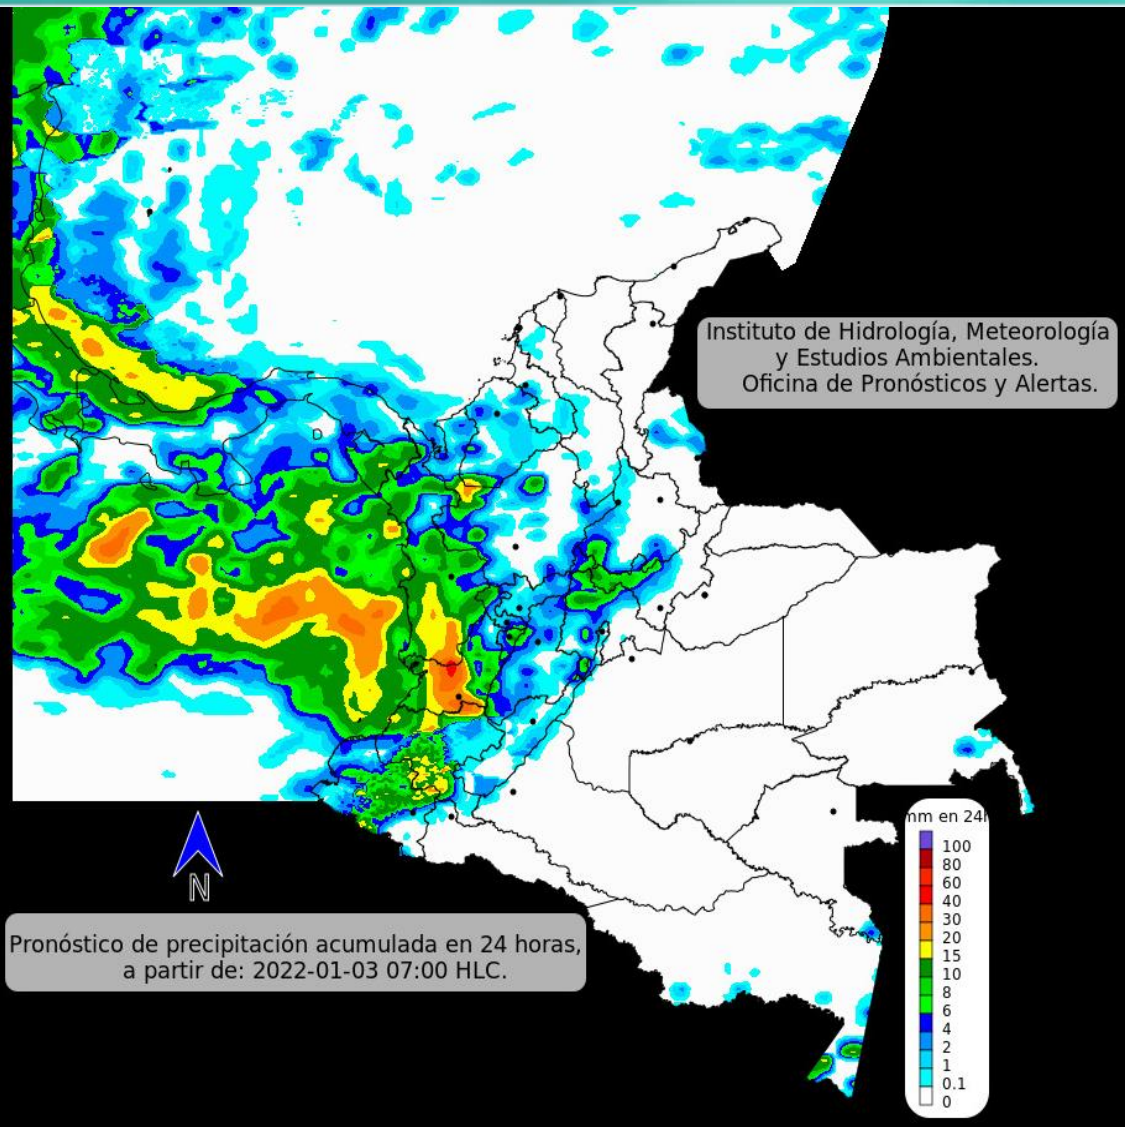 Instituto de Hidrología, Meteorología
y Estudios Ambientales.
Oficina de Pronósticos y Alertas.
mm en 24h
100
80
60
40
30
20
15
10
8
6
4
2
1
0.1
0
N
Pronóstico de precipitación acumulada en 24 horas,
a partir de: 2022-01-03 07:00 HLC.